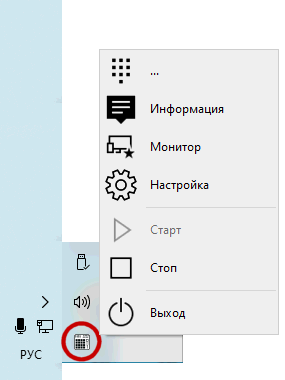 ...
Информация
Монитор
Настройка
Старт
Стоп
Выход
РУС